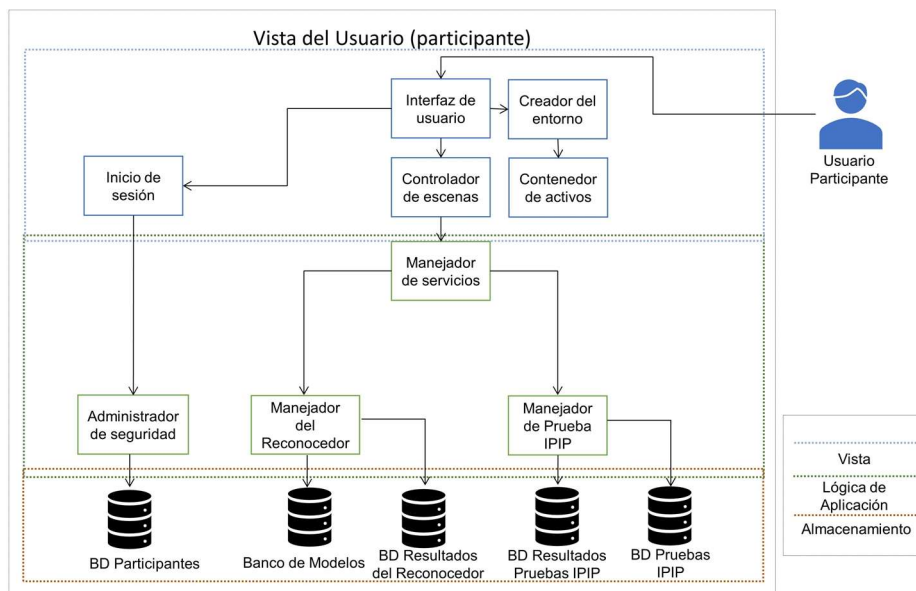 Vista del Usuario (participante)
Interfaz de
usuario
Creador del
entorno
Usuario
Participante
Inicio de
sesión
Controlador
de escenas
Contenedor
de activos
Manejador
de servicios
Administrador
de seguridad
Manejador
del
Reconocedor
Manejador
de Prueba
IPIP
BD Participantes
Banco de Modelos
BD Resultados
del Reconocedor
BD Resultados
Pruebas IPIP
BD Pruebas
IPIP
Vista
Lógica de
Aplicación
Almacenamiento